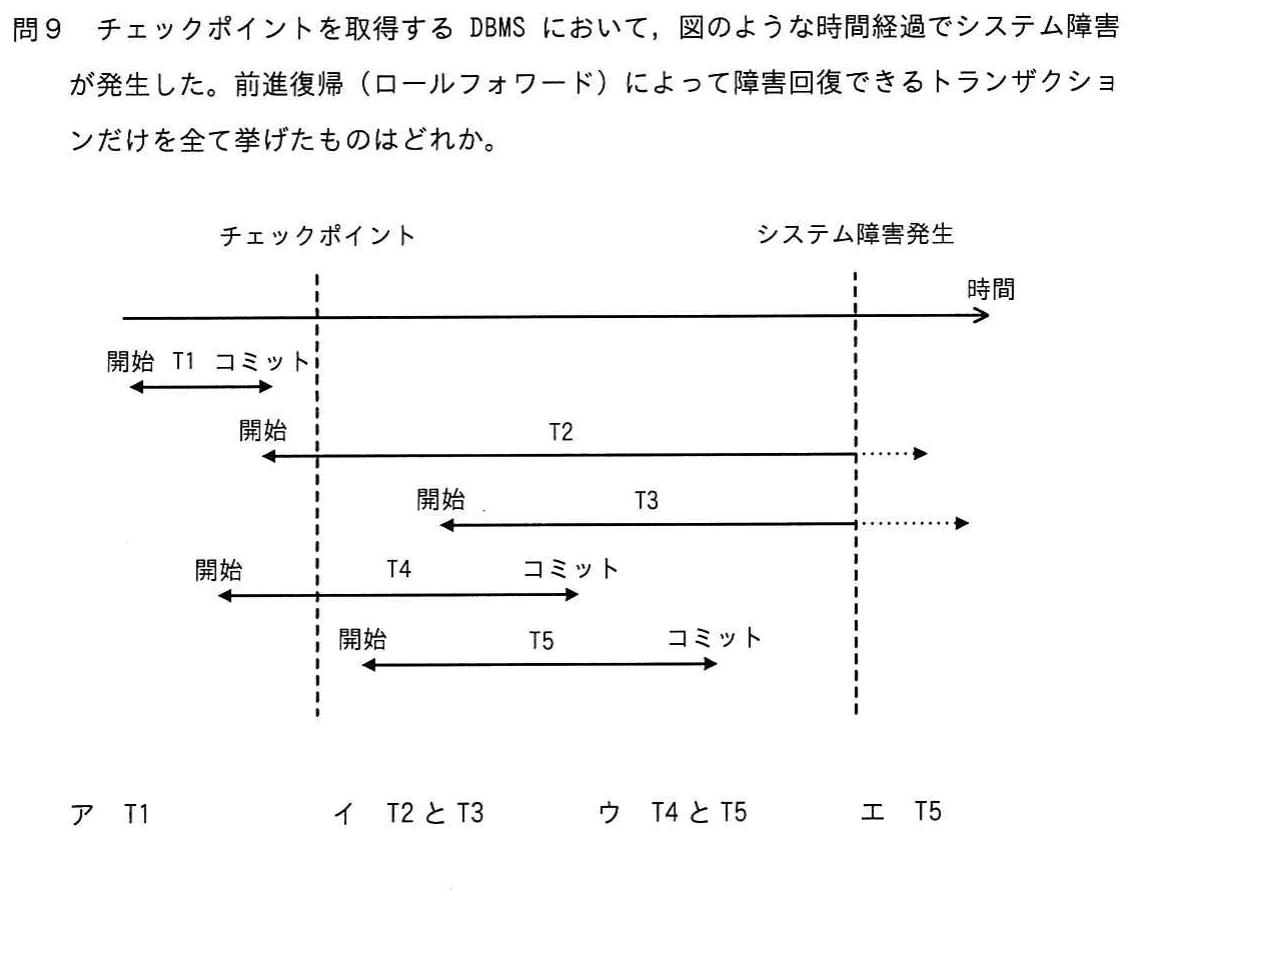 問９　チェックポイントを取得する DBMS において，図のような時間経過でシステム障害
が発生した。前進復帰（ロールフォワード）によって障害回復できるトランザクショ
ンだけを全て挙げたものはどれか。
チェックポイント　システム障害発生
時間
開始 T1 コミット
開始 T2
開始 T3
開始 T4 コミット
開始 T5 コミット
ア T1　イ T2 と T3　ウ T4 と T5　エ T5